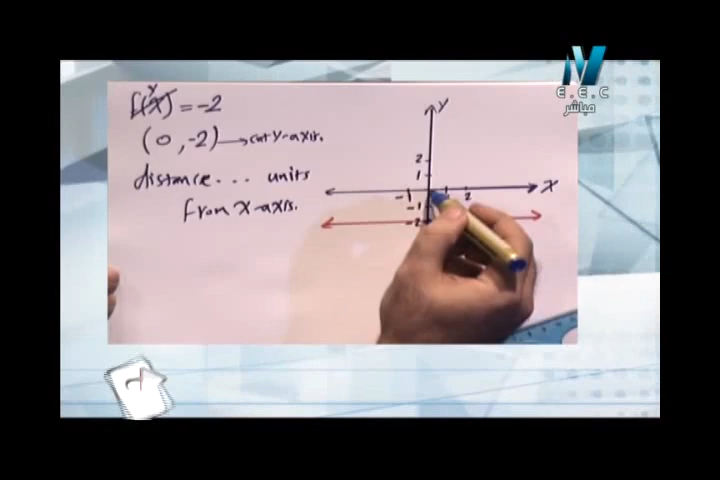 f(x) = -2
y
(0, -2) → cut y-axis.
distance ... units
from x-axis.
y
2
1
-1
2
x
-1
-2
E.E.C
مباشر